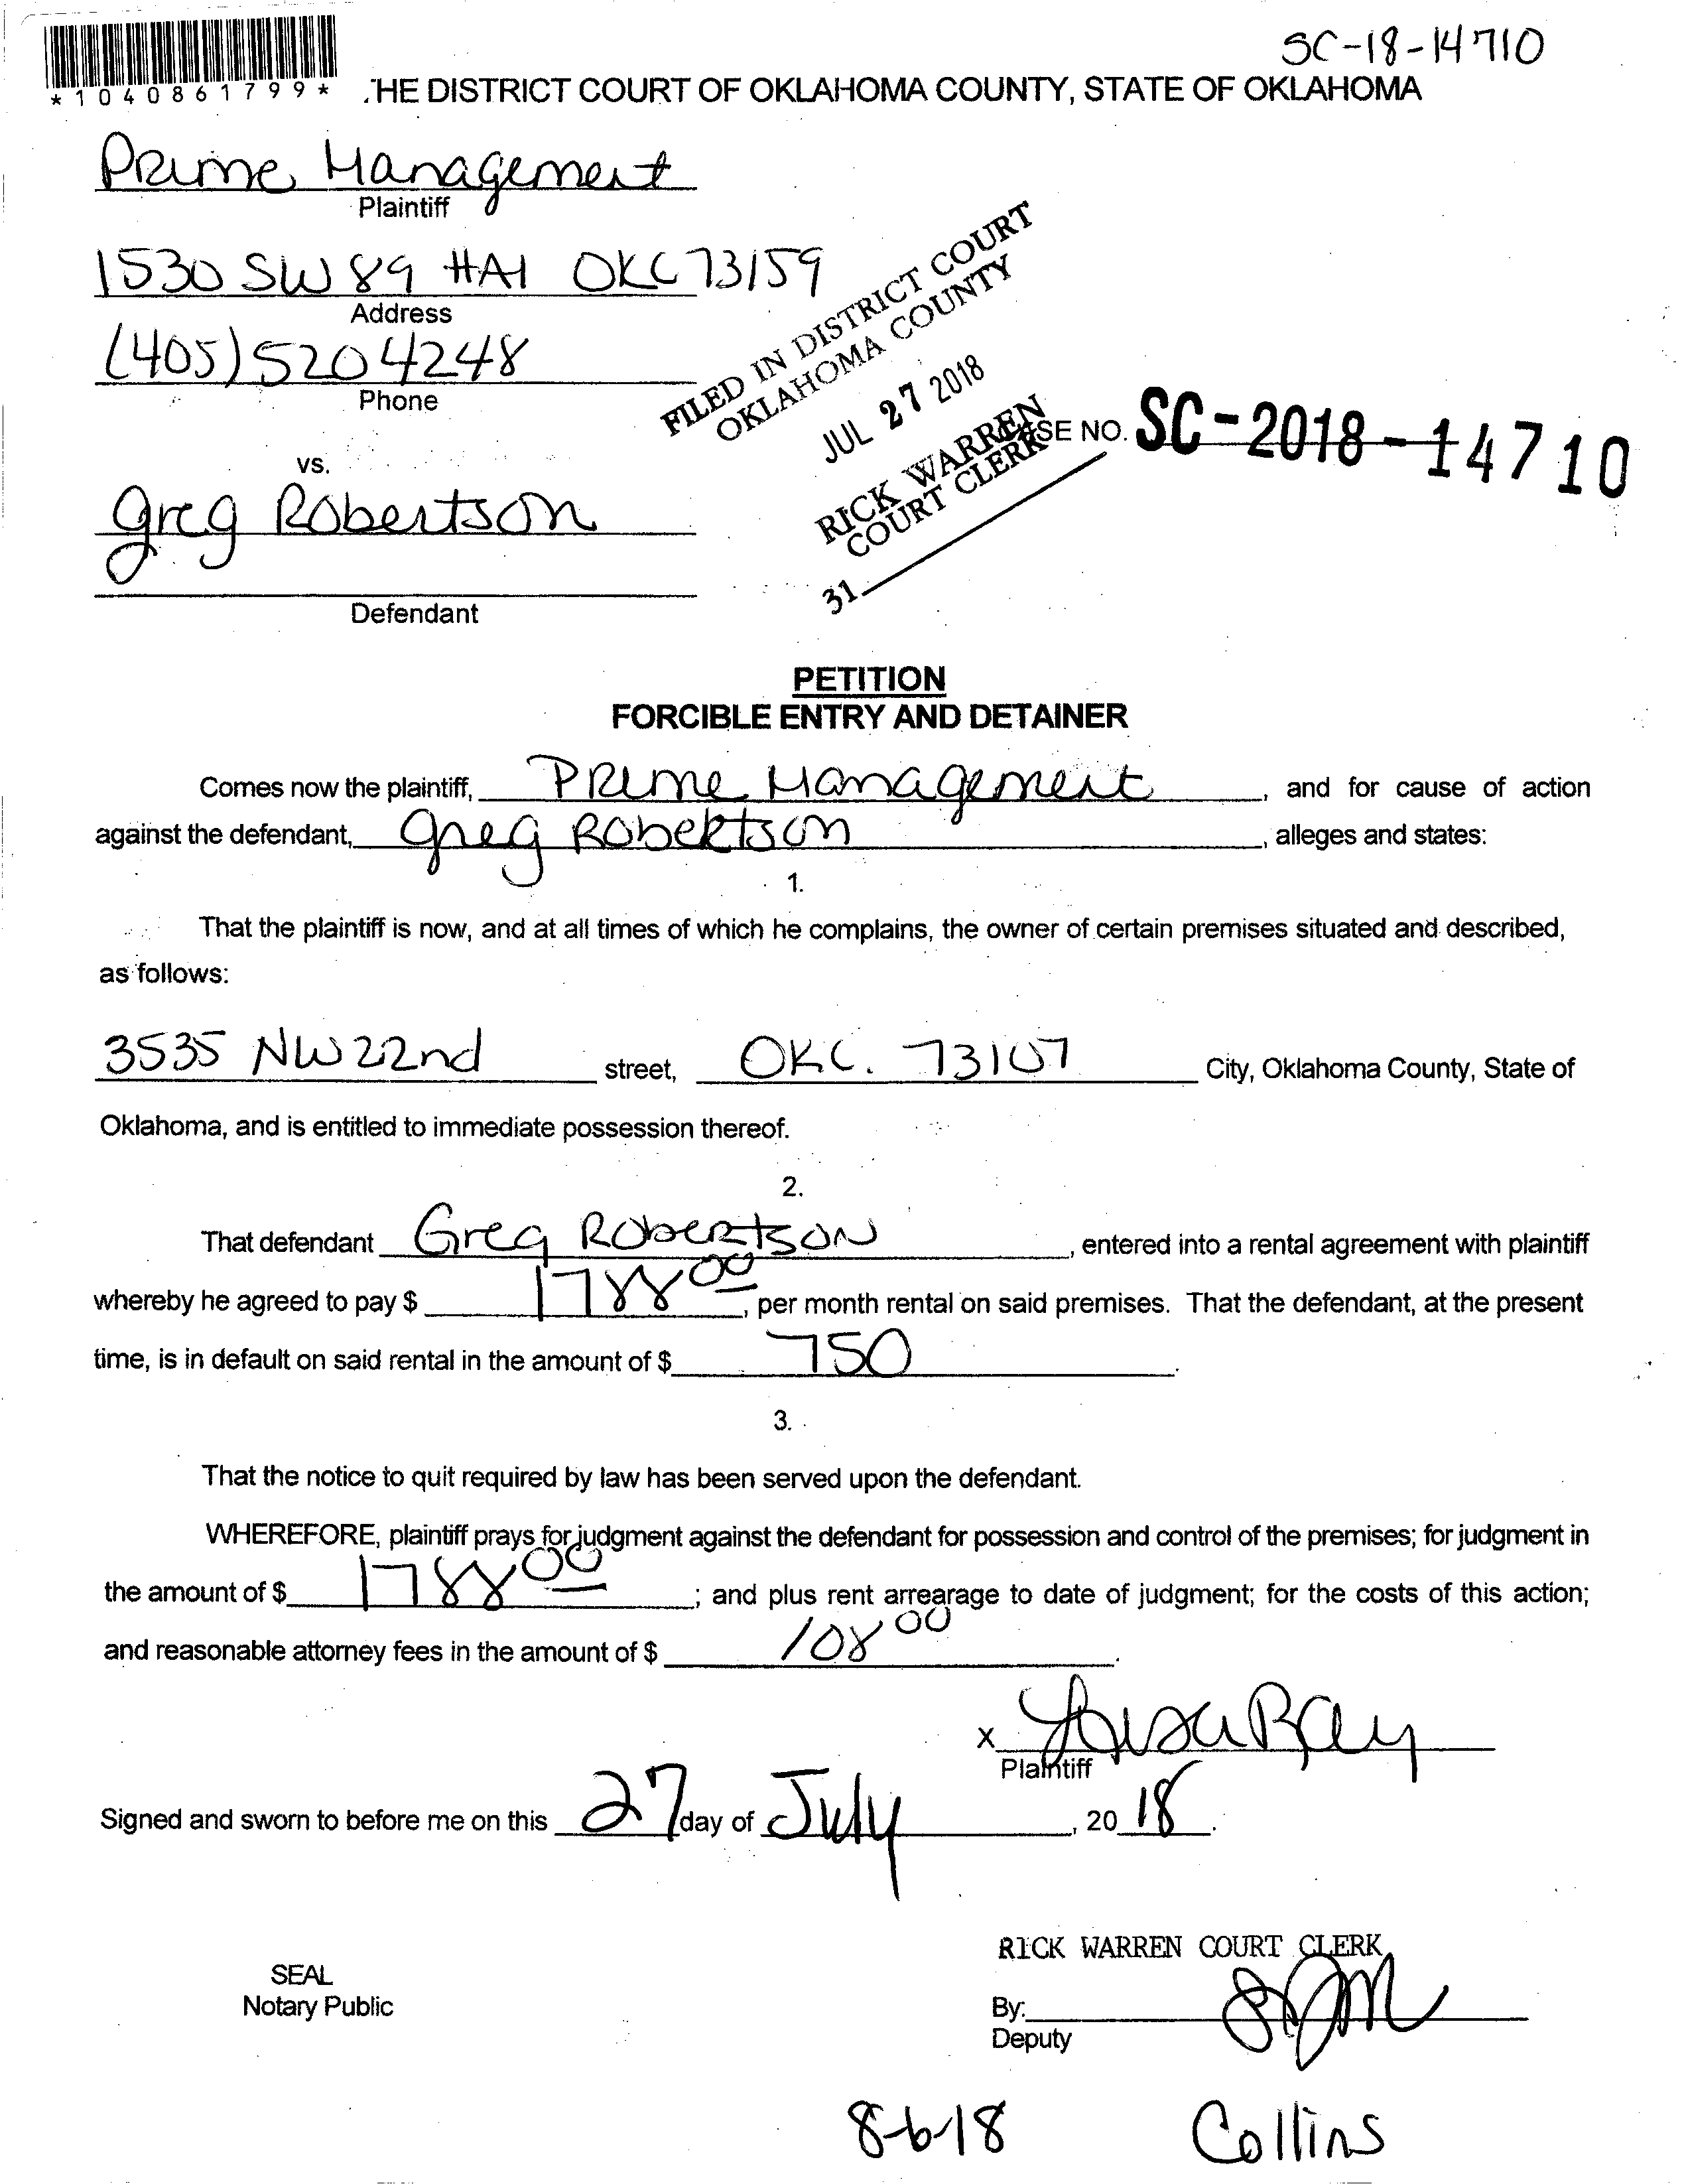 SC-18-14710
*1040861799*
THE DISTRICT COURT OF OKLAHOMA COUNTY, STATE OF OKLAHOMA
Prime Management
Plaintiff
1530 SW 89 #A1 OKC 73159
Address
(405) 520 4248
Phone
FILED IN DISTRICT COURT
OKLAHOMA COUNTY
JUL 27 2018
RICK WARREN
COURT CLERK
31
CASE NO. SC-2018-14710
vs.
Greg Robertson
Defendant
PETITION
FORCIBLE ENTRY AND DETAINER
Comes now the plaintiff, Prime Management, and for cause of action
against the defendant, Greg Robertson, alleges and states:
1.
That the plaintiff is now, and at all times of which he complains, the owner of certain premises situated and described,
as follows:
3535 NW 22nd street, OKC. 73107 City, Oklahoma County, State of
Oklahoma, and is entitled to immediate possession thereof.
2.
That defendant Greg Robertson, entered into a rental agreement with plaintiff
whereby he agreed to pay $ 1788 00, per month rental on said premises. That the defendant, at the present
time, is in default on said rental in the amount of $ 750.
3.
That the notice to quit required by law has been served upon the defendant.
WHEREFORE, plaintiff prays for judgment against the defendant for possession and control of the premises; for judgment in
the amount of $ 1788 00; and plus rent arrearage to date of judgment; for the costs of this action;
and reasonable attorney fees in the amount of $ 108 00.
x Lisa Ray
Plaintiff
Signed and sworn to before me on this 27 day of July, 20 18.
RICK WARREN COURT CLERK
SEAL
Notary Public
By:
Deputy
8-6-18 Collins